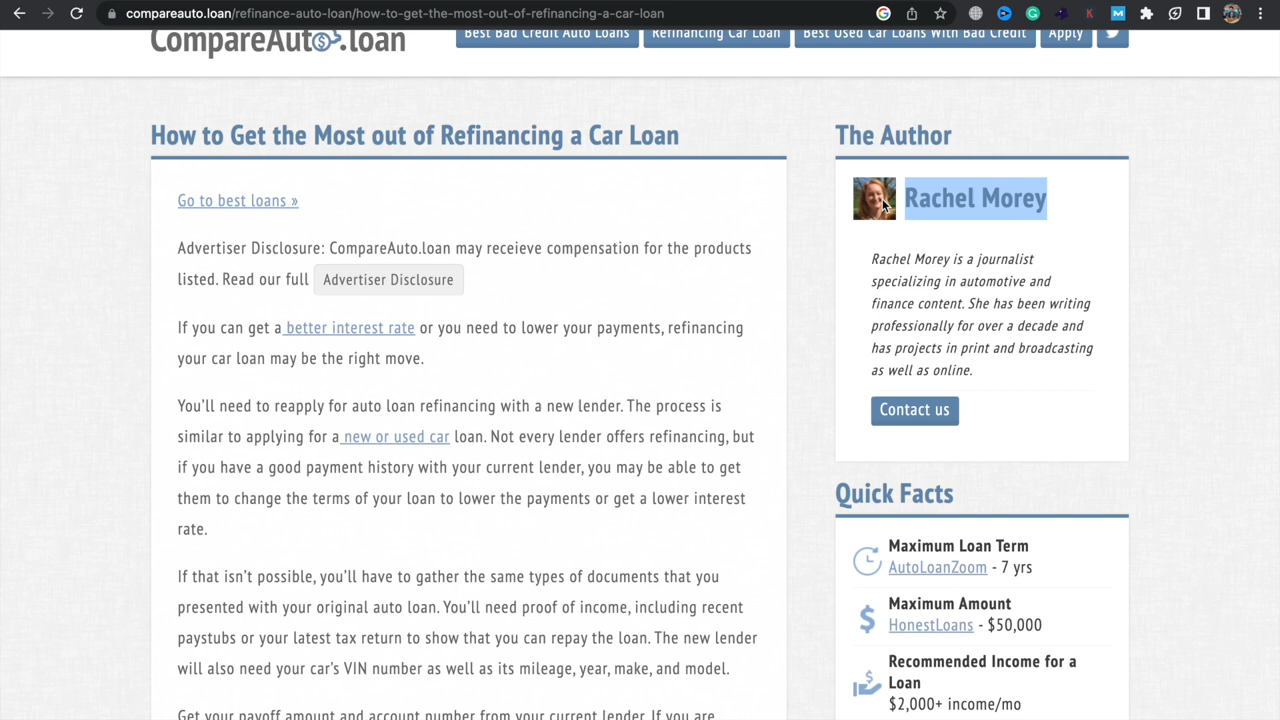 compareauto.loan/refinance-auto-loan/how-to-get-the-most-out-of-refinancing-a-car-loan
CompareAut $ .loan
Best Bad Credit Auto Loans
Refinancing Car Loan
Best Used Car Loans With Bad Credit
Apply
How to Get the Most out of Refinancing a Car Loan
Go to best loans »
Advertiser Disclosure: CompareAuto.loan may receieve compensation for the products
listed. Read our full Advertiser Disclosure
If you can get a better interest rate or you need to lower your payments, refinancing
your car loan may be the right move.
You’ll need to reapply for auto loan refinancing with a new lender. The process is
similar to applying for a new or used car loan. Not every lender offers refinancing, but
if you have a good payment history with your current lender, you may be able to get
them to change the terms of your loan to lower the payments or get a lower interest
rate.
If that isn’t possible, you’ll have to gather the same types of documents that you
presented with your original auto loan. You’ll need proof of income, including recent
paystubs or your latest tax return to show that you can repay the loan. The new lender
will also need your car’s VIN number as well as its mileage, year, make, and model.
Get your payoff amount and account number from your current lender. If you are
The Author
Rachel Morey
Rachel Morey is a journalist
specializing in automotive and
finance content. She has been writing
professionally for over a decade and
has projects in print and broadcasting
as well as online.
Contact us
Quick Facts
Maximum Loan Term
AutoLoanZoom - 7 yrs
Maximum Amount
HonestLoans - $50,000
Recommended Income for a
Loan
$2,000+ income/mo